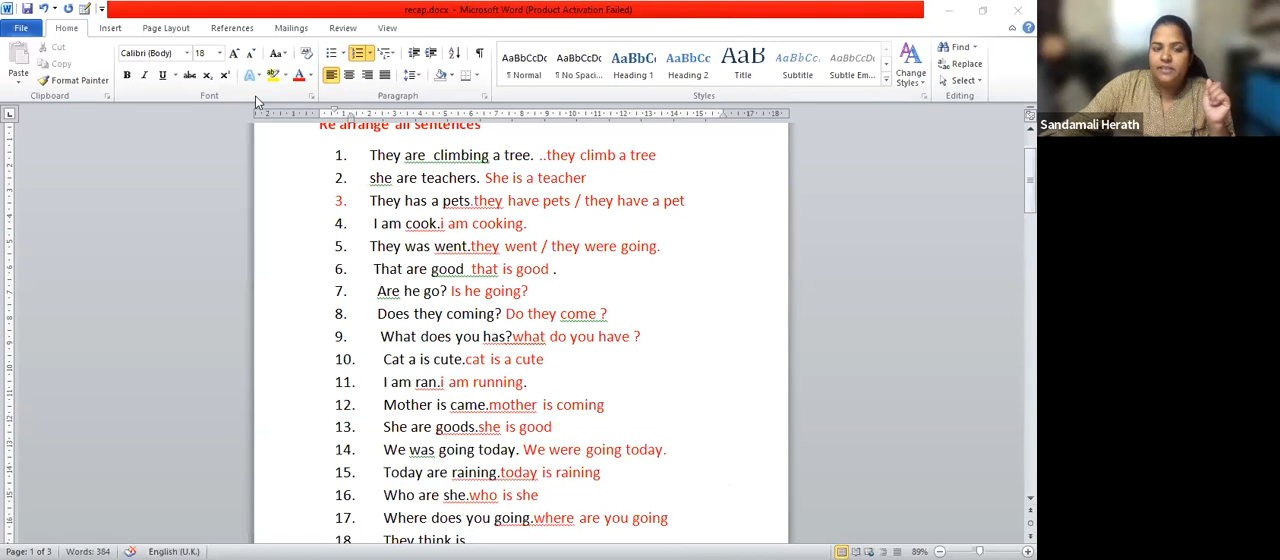 recap.docx - Microsoft Word (Product Activation Failed)
File Home Insert Page Layout References Mailings Review View
Cut
Copy
Paste
Format Painter
Clipboard
Calibri (Body) 18
Font
Paragraph
AaBbCcDc AaBbCcDc AaBbC AaBbCc AaB AaBbCc. AaBbCcDc
¶ Normal ¶ No Spaci... Heading 1 Heading 2 Title Subtitle Subtle Em...
Change Styles
Styles
Find
Replace
Select
Editing
Sandamali Herath
Re arrange all sentences
1. They are climbing a tree. ..they climb a tree
2. she are teachers. She is a teacher
3. They has a pets.they have pets / they have a pet
4. I am cook.i am cooking.
5. They was went.they went / they were going.
6. That are good that is good .
7. Are he go? Is he going?
8. Does they coming? Do they come ?
9. What does you has?what do you have ?
10. Cat a is cute.cat is a cute
11. I am ran.i am running.
12. Mother is came.mother is coming
13. She are goods.she is good
14. We was going today. We were going today.
15. Today are raining.today is raining
16. Who are she.who is she
17. Where does you going.where are you going
18. They think is
Page: 1 of 3 Words: 384 English (U.K.) 89%